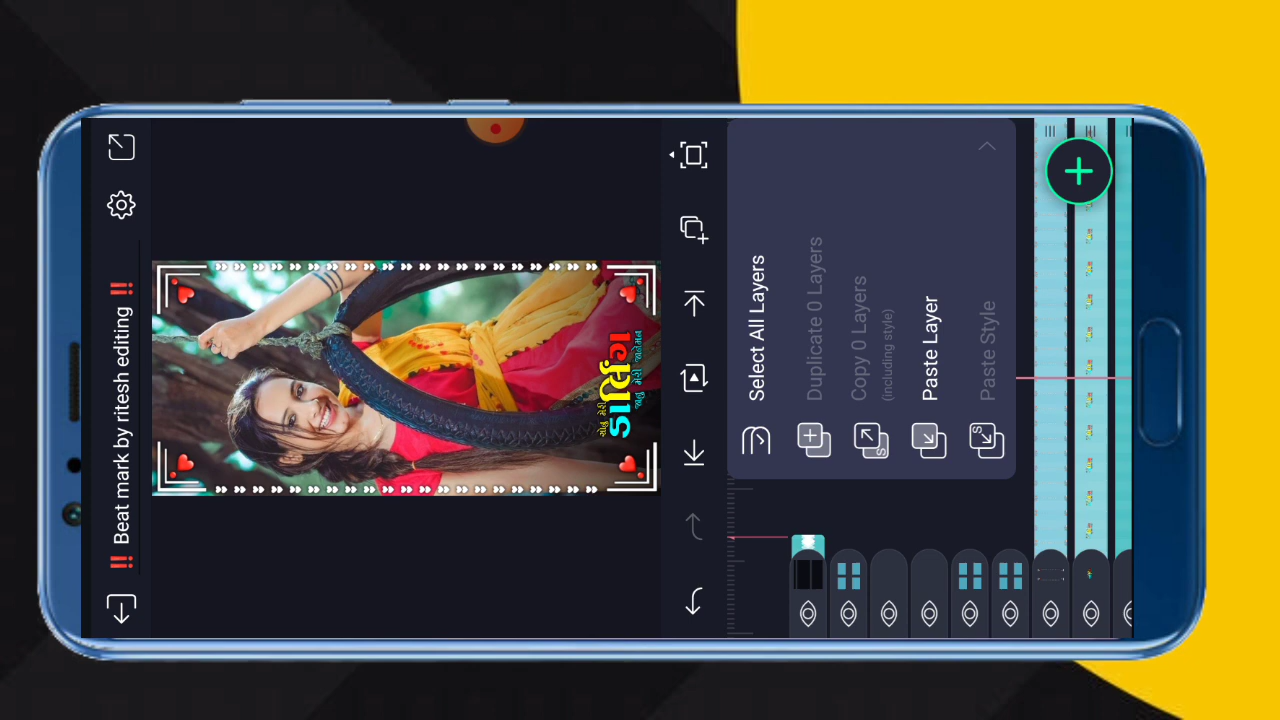 ‼ Beat mark by ritesh editing ‼
Select All Layers
Duplicate 0 Layers
Copy 0 Layers
(including style)
Paste Layer
Paste Style